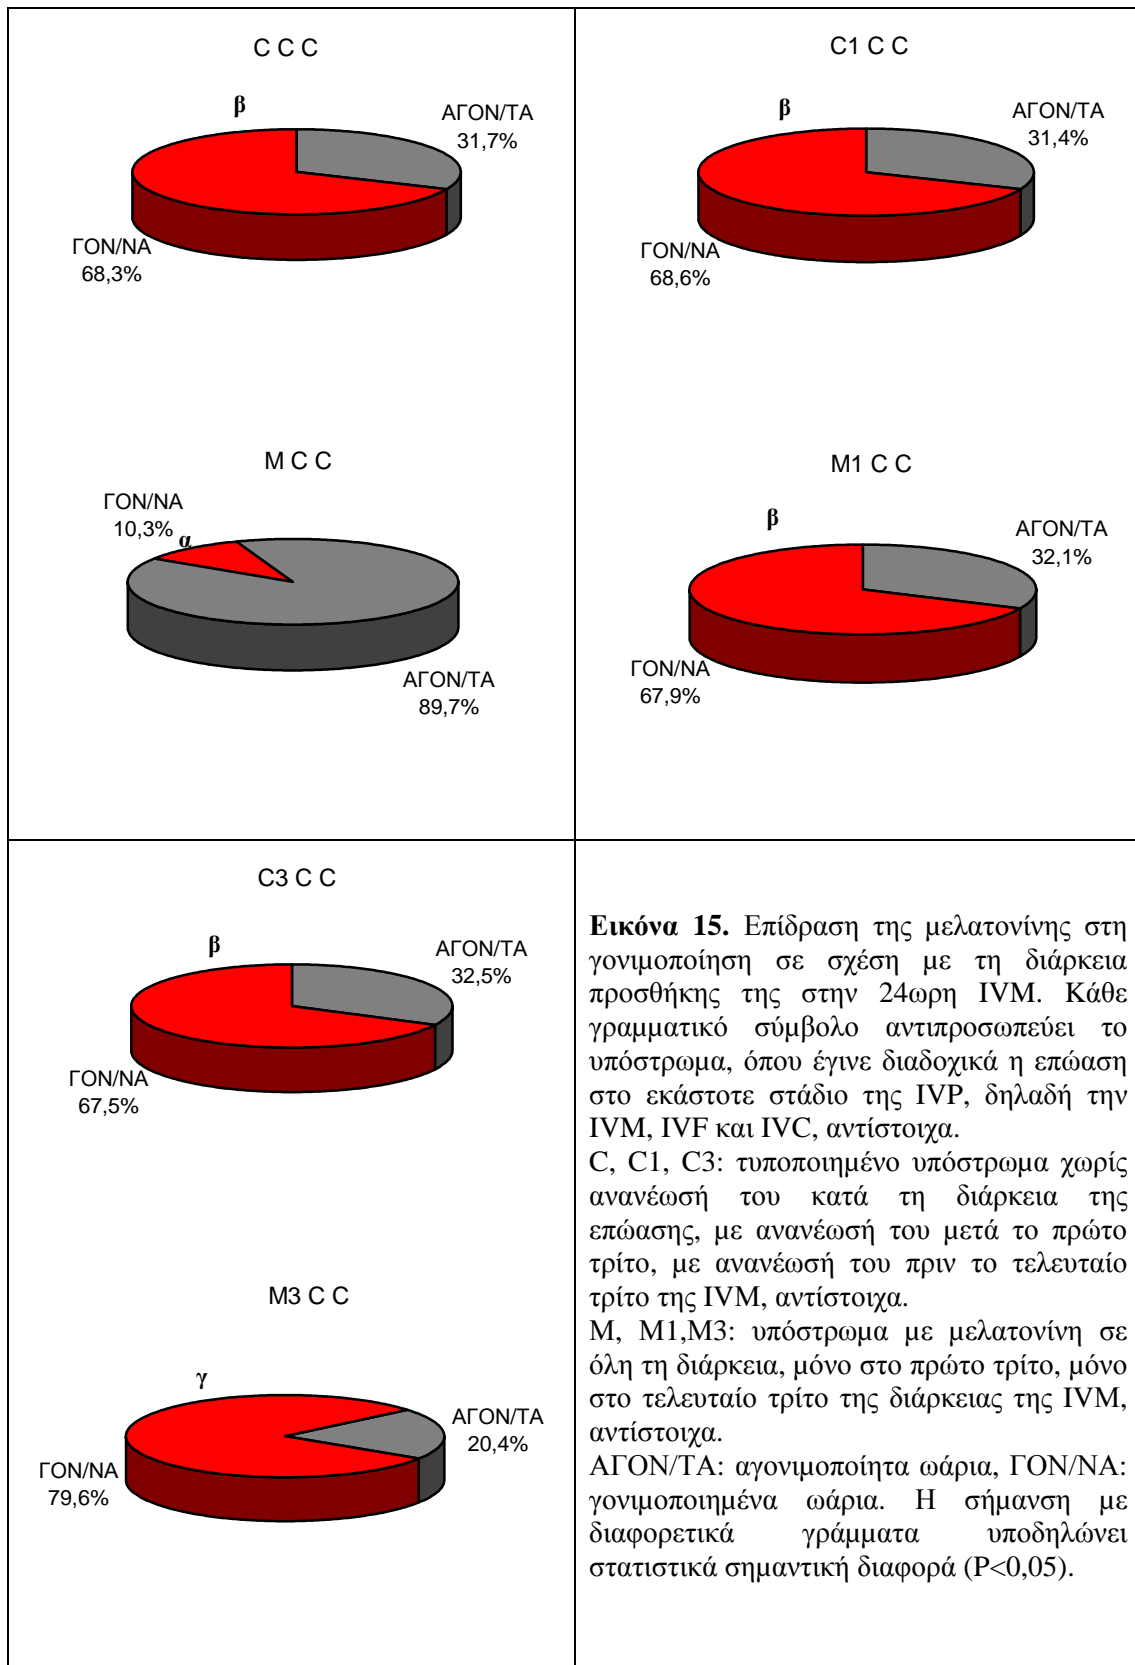 C C C
β
ΑΓΟΝ/ΤΑ
31,7%
ΓΟΝ/ΝΑ
68,3%
C1 C C
β
ΑΓΟΝ/ΤΑ
31,4%
ΓΟΝ/ΝΑ
68,6%
M C C
ΓΟΝ/ΝΑ
10,3%
α
ΑΓΟΝ/ΤΑ
89,7%
M1 C C
β
ΑΓΟΝ/ΤΑ
32,1%
ΓΟΝ/ΝΑ
67,9%
C3 C C
β
ΑΓΟΝ/ΤΑ
32,5%
ΓΟΝ/ΝΑ
67,5%
M3 C C
γ
ΑΓΟΝ/ΤΑ
20,4%
ΓΟΝ/ΝΑ
79,6%
Εικόνα 15. Επίδραση της μελατονίνης στη
γονιμοποίηση σε σχέση με τη διάρκεια
προσθήκης της στην 24ωρη IVM. Κάθε
γραμματικό σύμβολο αντιπροσωπεύει το
υπόστρωμα, όπου έγινε διαδοχικά η επώαση
στο εκάστοτε στάδιο της IVP, δηλαδή την
IVM, IVF και IVC, αντίστοιχα.
C, C1, C3: τυποποιημένο υπόστρωμα χωρίς
ανανέωσή του κατά τη διάρκεια της
επώασης, με ανανέωσή του μετά το πρώτο
τρίτο, με ανανέωσή του πριν το τελευταίο
τρίτο της IVM, αντίστοιχα.
M, M1,M3: υπόστρωμα με μελατονίνη σε
όλη τη διάρκεια, μόνο στο πρώτο τρίτο, μόνο
στο τελευταίο τρίτο της διάρκειας της IVM,
αντίστοιχα.
ΑΓΟΝ/ΤΑ: αγονιμοποίητα ωάρια, ΓΟΝ/ΝΑ:
γονιμοποιημένα ωάρια. Η σήμανση με
διαφορετικά γράμματα υποδηλώνει
στατιστικά σημαντική διαφορά (P<0,05).